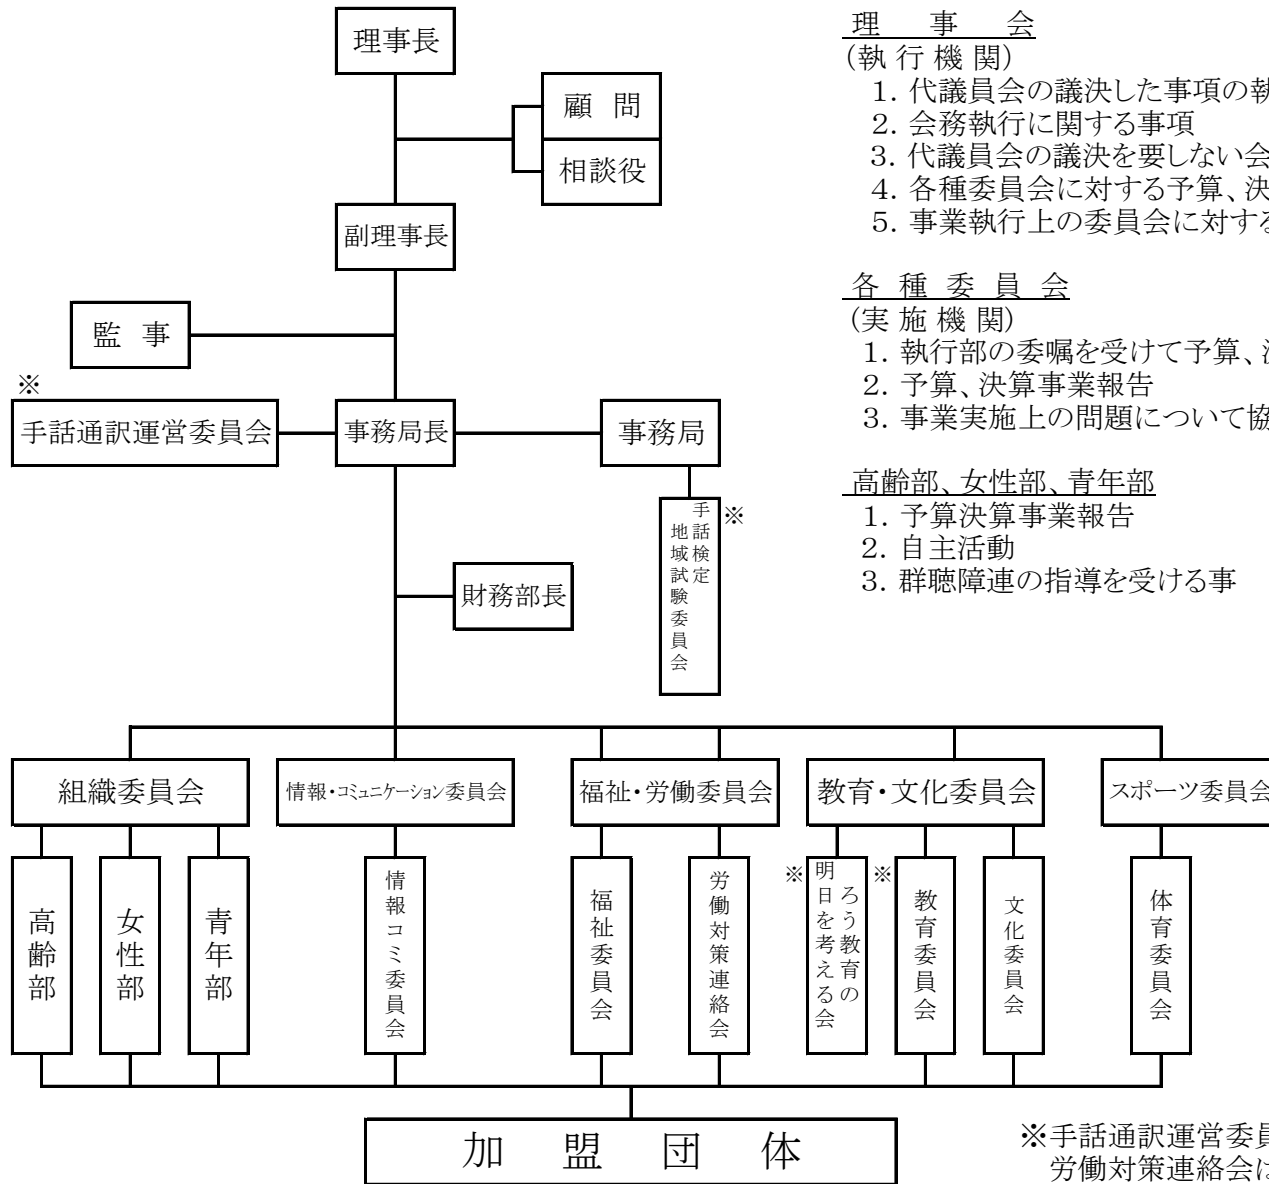 理事長
顧 問
相談役
副理事長
監 事
※
手話通訳運営委員会
事務局長
事務局
手話検定
地域試験委員会
※
財務部長
組織委員会
情報・コミュニケーション委員会
福祉・労働委員会
教育・文化委員会
スポーツ委員会
高齢部
女性部
青年部
情報コミ委員会
福祉委員会
労働対策連絡会
※
ろう教育の
明日を考える会
※
教育委員会
文化委員会
体育委員会
加 盟 団 体
理 事 会
(執 行 機 関)
1. 代議員会の議決した事項の執
2. 会務執行に関する事項
3. 代議員会の議決を要しない会
4. 各種委員会に対する予算、決
5. 事業執行上の委員会に対する
各 種 委 員 会
(実 施 機 関)
1. 執行部の委嘱を受けて予算、
2. 予算、決算事業報告
3. 事業実施上の問題について協
高齢部、女性部、青年部
1. 予算決算事業報告
2. 自主活動
3. 群聴障連の指導を受ける事
※手話通訳運営委員
労働対策連絡会は